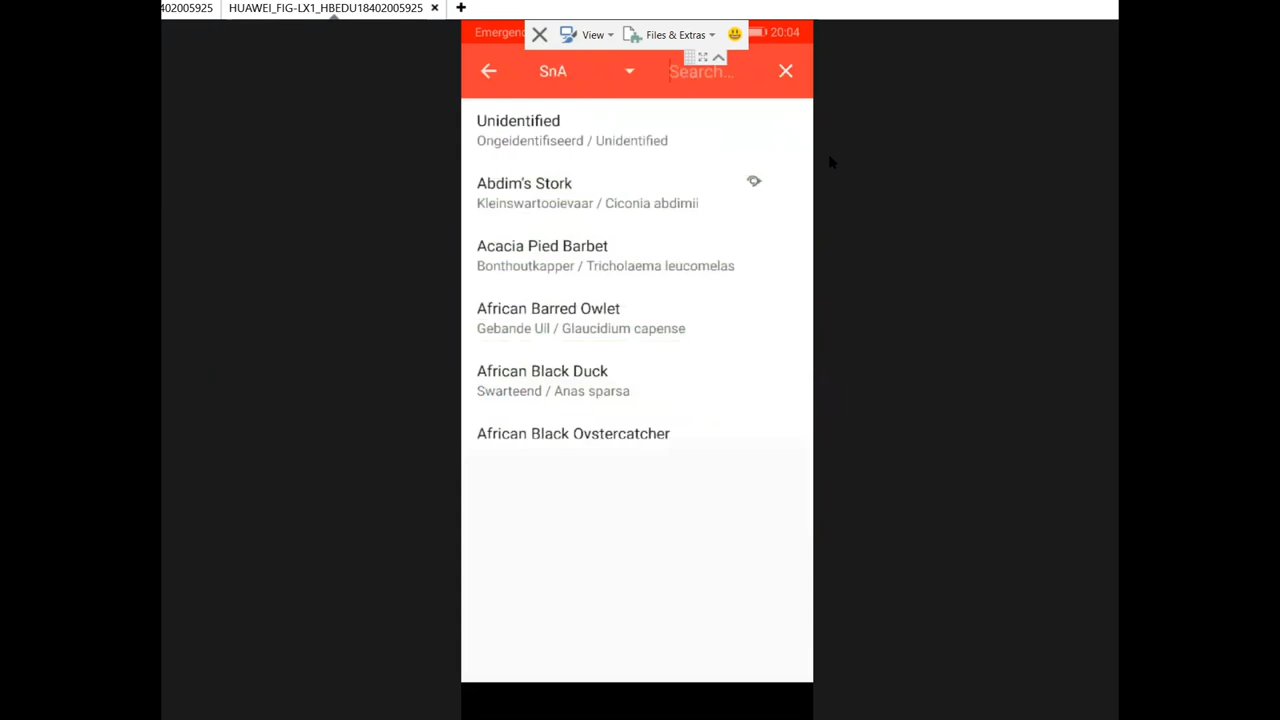 402005925
HUAWEI_FIG-LX1_HBEDU18402005925
View
Files & Extras
20:04
SnA
Search...
Unidentified
Ongeidentifiseerd / Unidentified
Abdim's Stork
Kleinswartooievaar / Ciconia abdimii
Acacia Pied Barbet
Bonthoutkapper / Tricholaema leucomelas
African Barred Owlet
Gebande Uil / Glaucidium capense
African Black Duck
Swarteend / Anas sparsa
African Black Oystercatcher